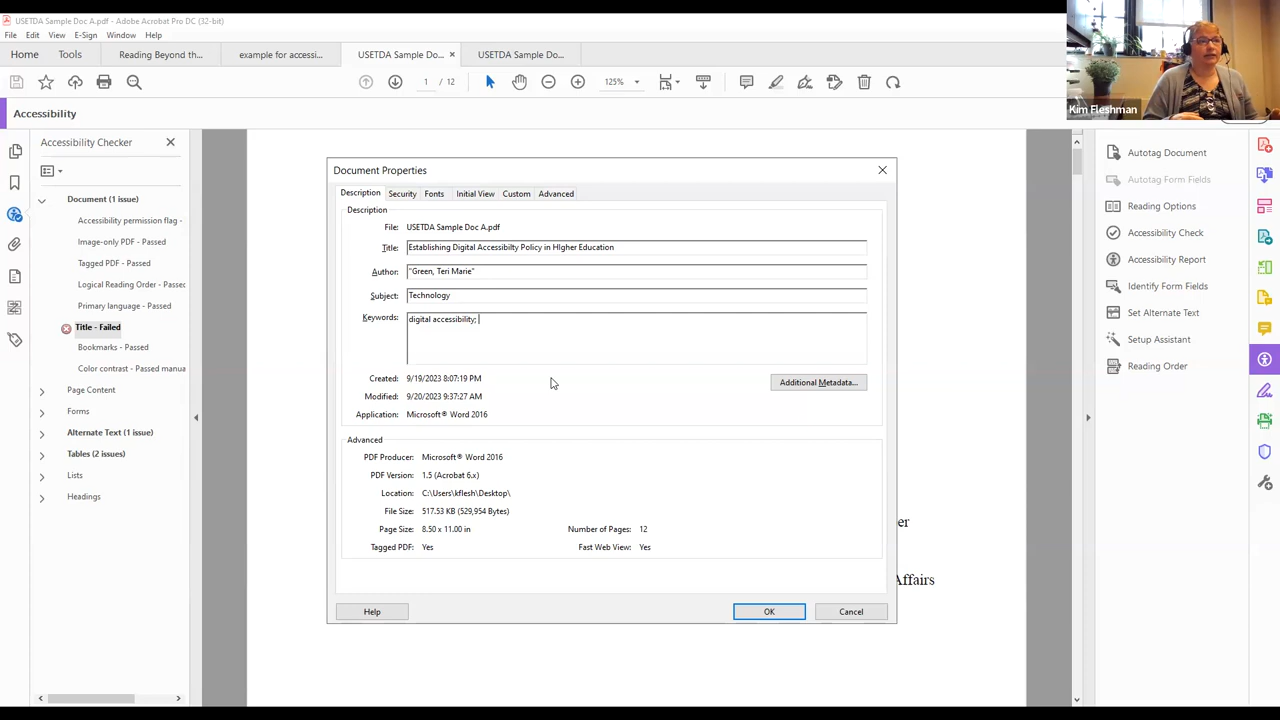 USETDA Sample Doc A.pdf - Adobe Acrobat Pro DC (32-bit)
File Edit View E-Sign Window Help
Home Tools Reading Beyond th... example for accessi... USETDA Sample Do... × USETDA Sample Do...
1 / 12 125%
Kim Fleshman
Accessibility
Accessibility Checker
Document (1 issue)
Accessibility permission flag -
Image-only PDF - Passed
Tagged PDF - Passed
Logical Reading Order - Passed
Primary language - Passed
Title - Failed
Bookmarks - Passed
Color contrast - Passed manua
Page Content
Forms
Alternate Text (1 issue)
Tables (2 issues)
Lists
Headings
Document Properties
Description Security Fonts Initial View Custom Advanced
Description
File: USETDA Sample Doc A.pdf
Title: Establishing Digital Accessibilty Policy in HIgher Education
Author: "Green, Teri Marie"
Subject: Technology
Keywords: digital accessibility;
Created: 9/19/2023 8:07:19 PM
Additional Metadata...
Modified: 9/20/2023 9:37:27 AM
Application: Microsoft® Word 2016
Advanced
PDF Producer: Microsoft® Word 2016
PDF Version: 1.5 (Acrobat 6.x)
Location: C:\Users\kflesh\Desktop\
File Size: 517.53 KB (529,954 Bytes)
Page Size: 8.50 x 11.00 in Number of Pages: 12
Tagged PDF: Yes Fast Web View: Yes
Help OK Cancel
er
Affairs
Autotag Document
Autotag Form Fields
Reading Options
Accessibility Check
Accessibility Report
Identify Form Fields
Set Alternate Text
Setup Assistant
Reading Order